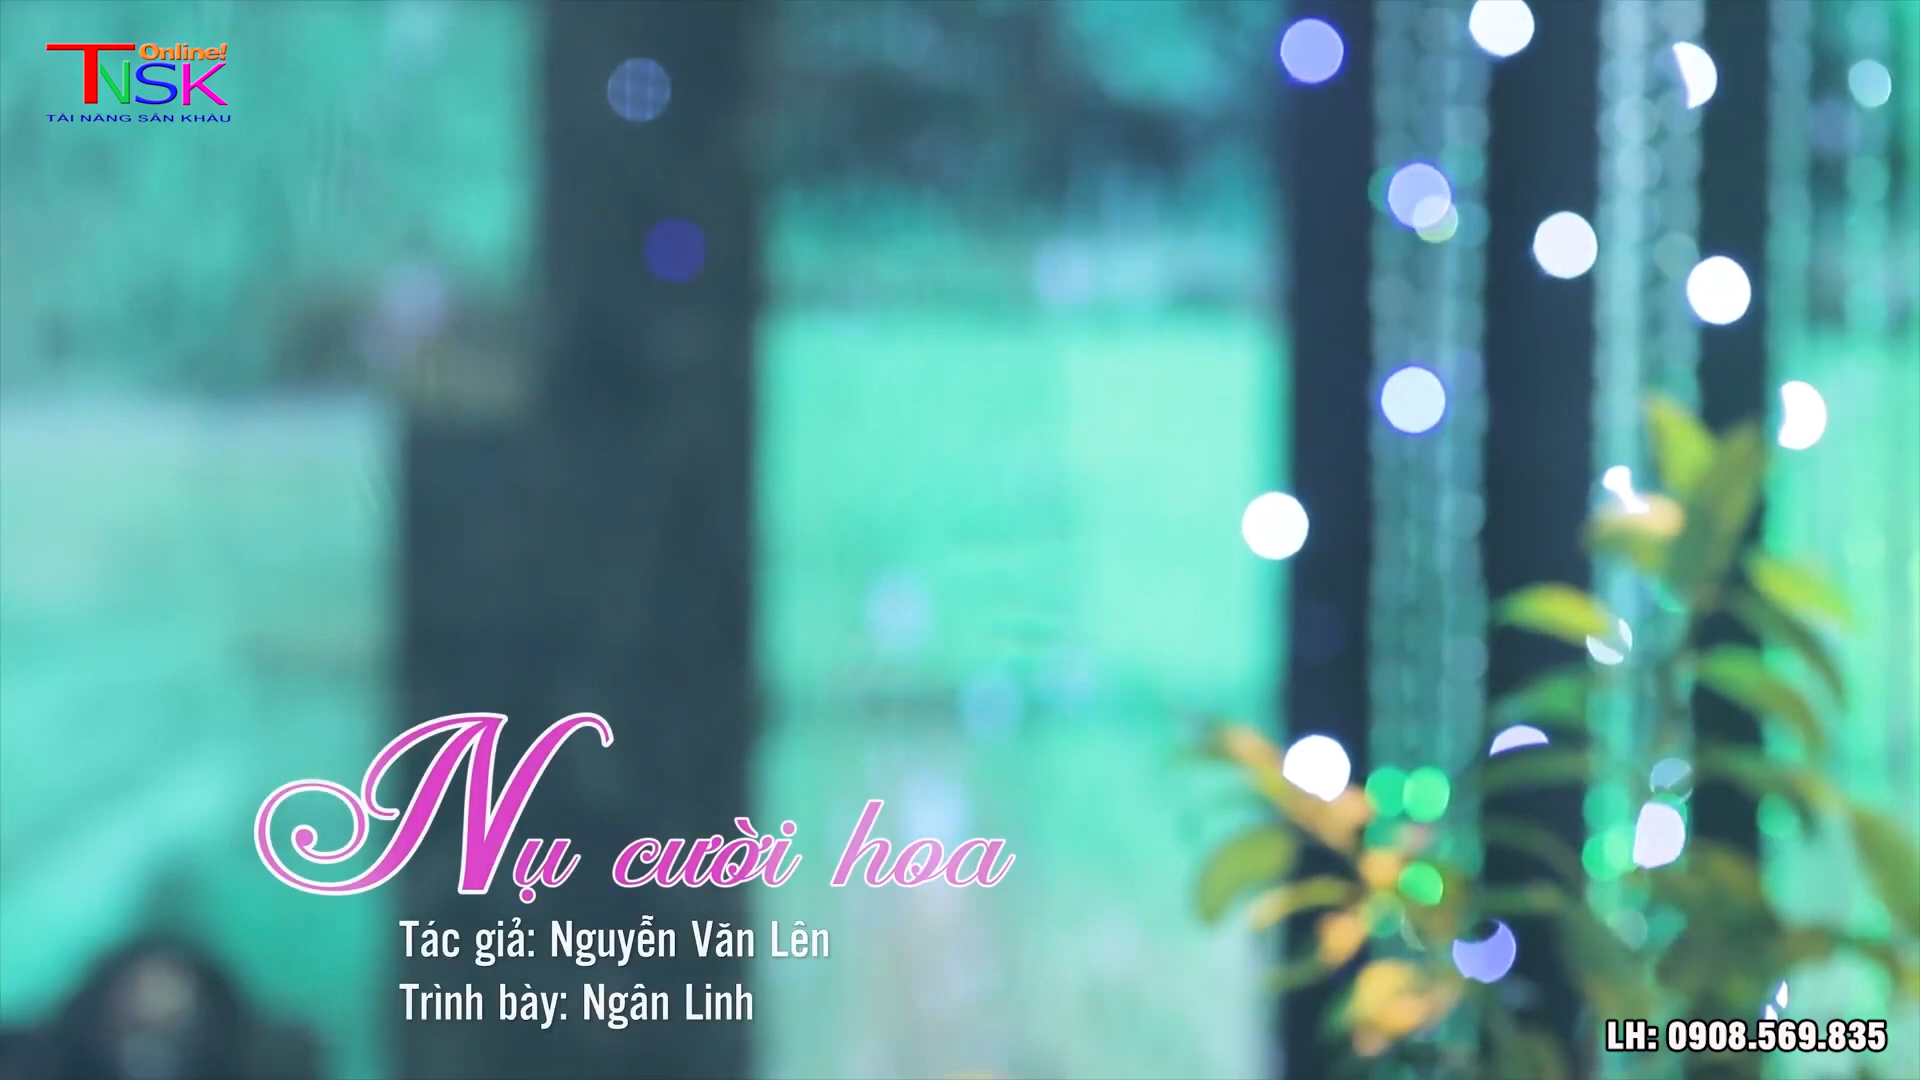 Online!
TNSK
TÀI NĂNG SÂN KHẤU
Nụ cười hoa
Tác giả: Nguyễn Văn Lên
Trình bày: Ngân Linh
LH: 0908.569.835